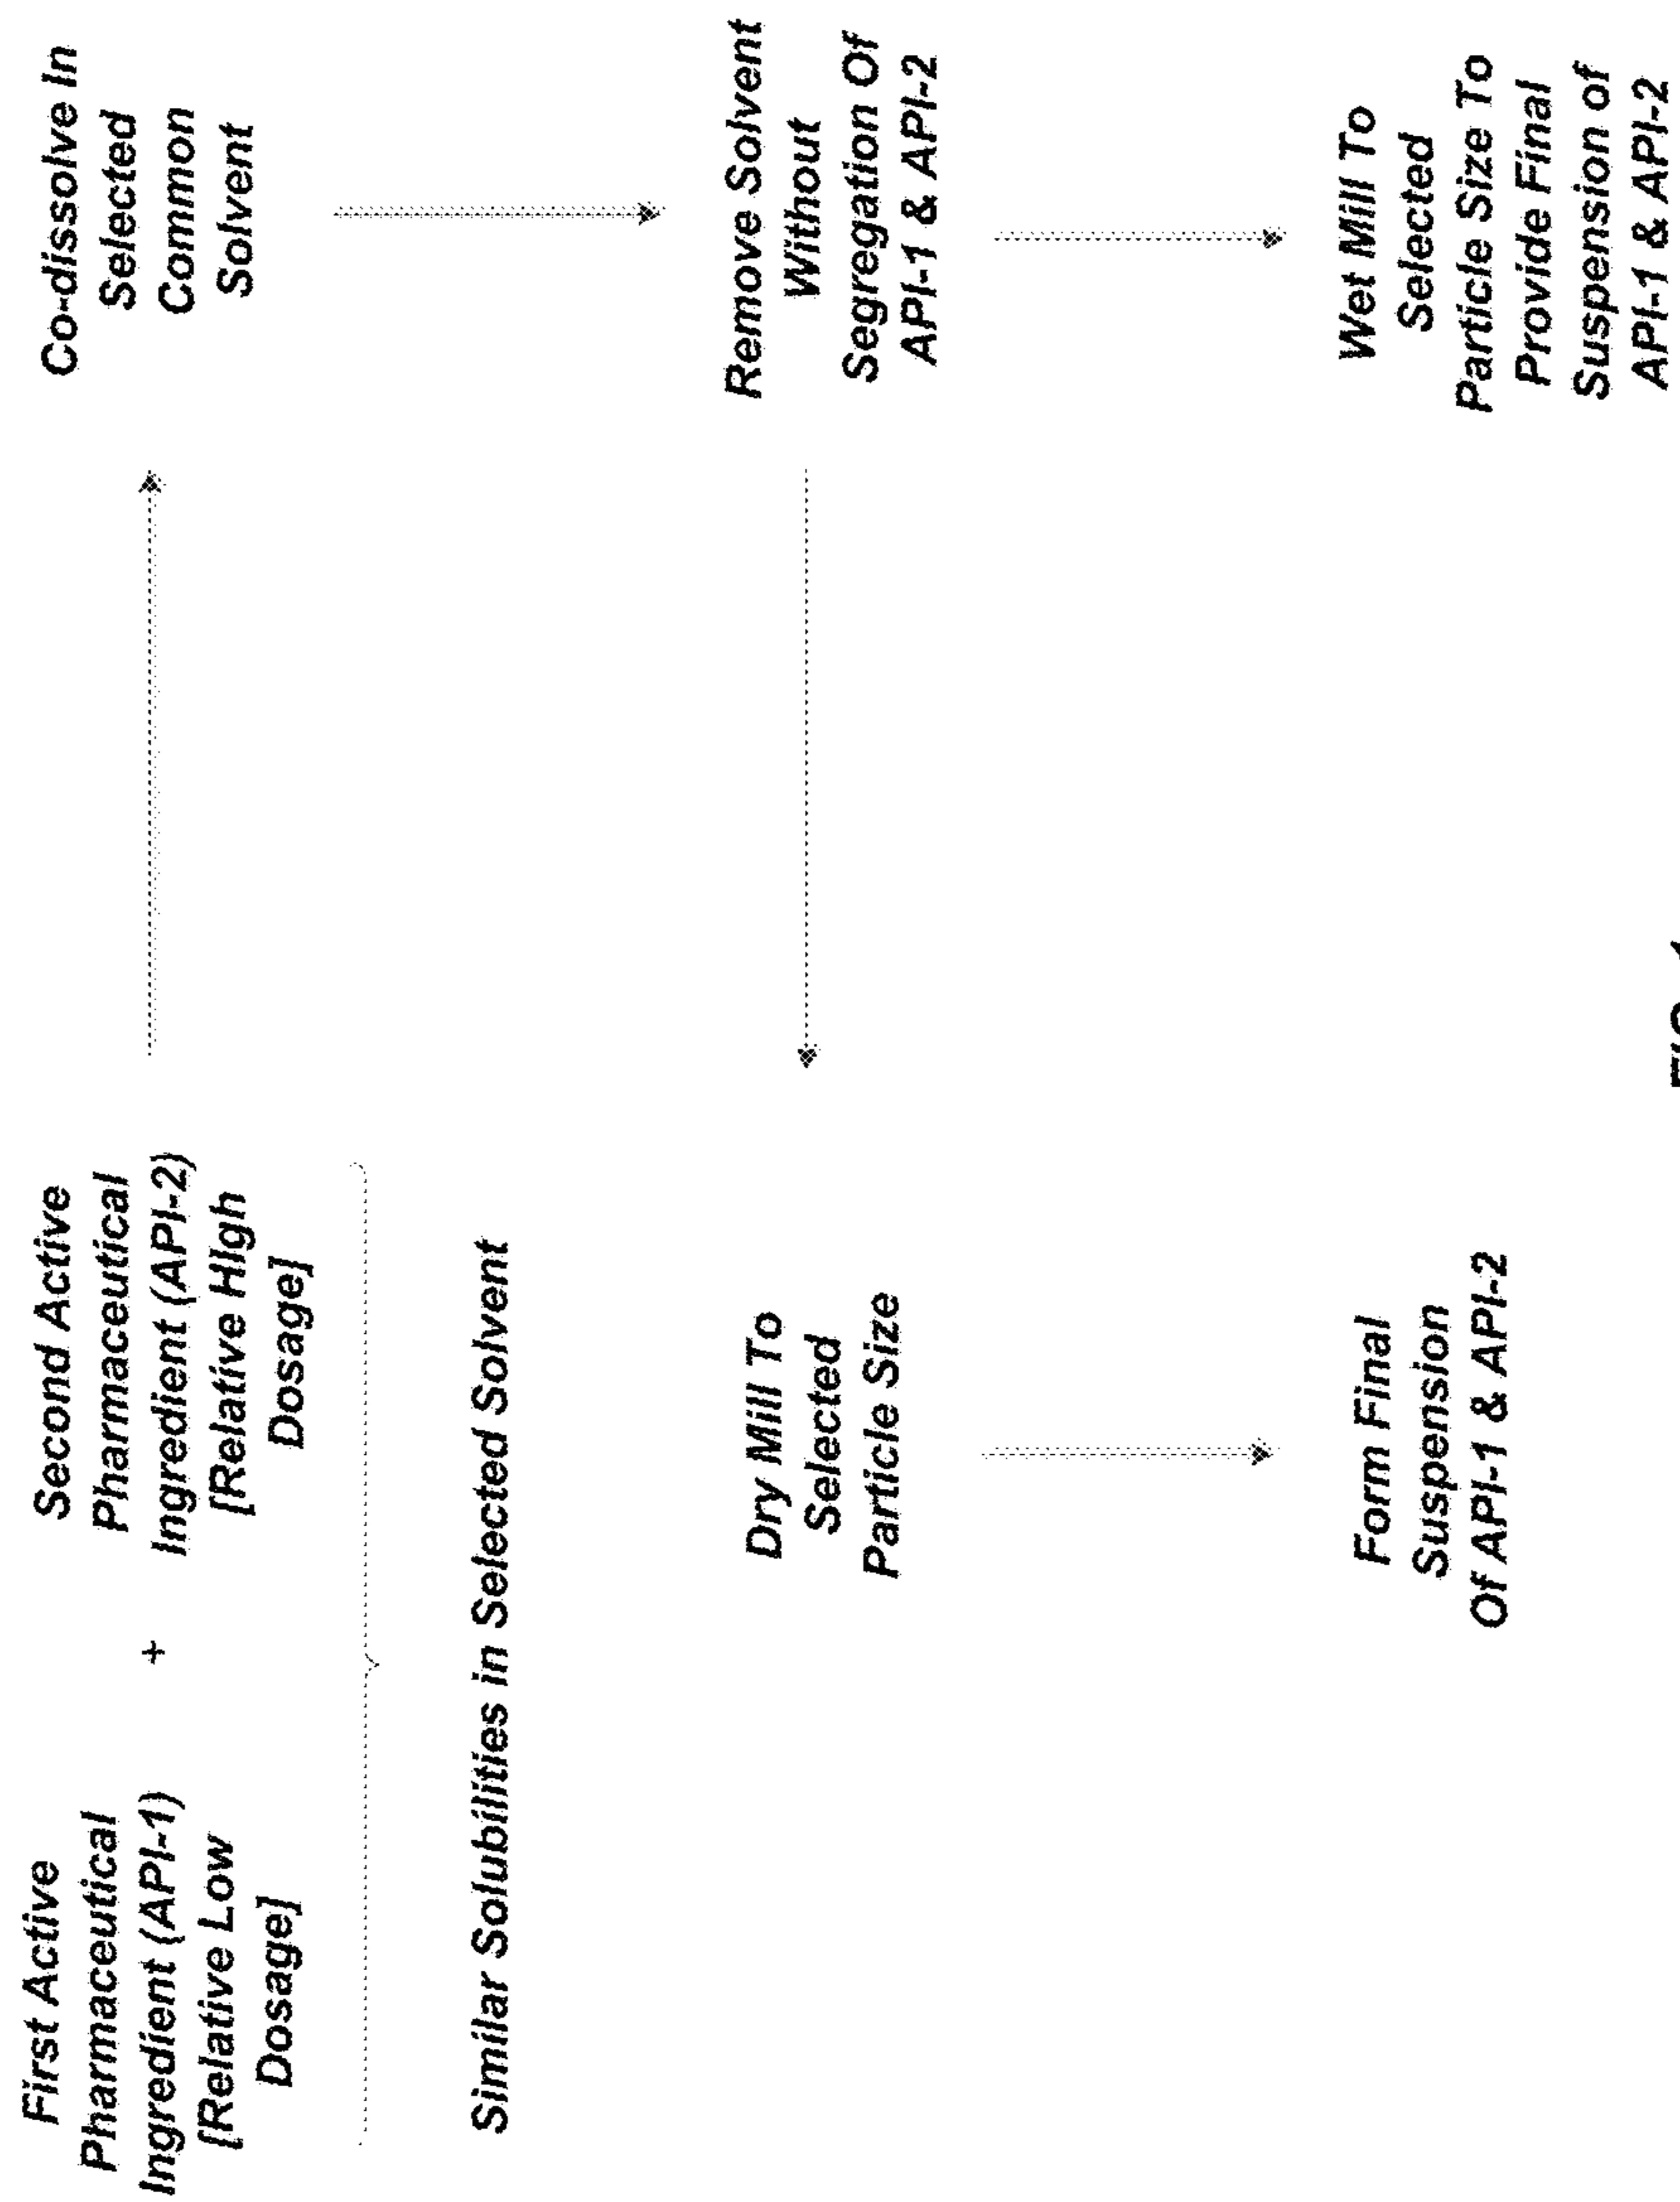 First Active
Pharmaceutical
Ingredient (API-1)
[Relative Low
Dosage]
+
Second Active
Pharmaceutical
Ingredient (API-2)
[Relative High
Dosage]
Similar Solubilities in Selected Solvent
Co-dissolve In
Selected
Common
Solvent
Remove Solvent
Without
Segregation Of
API-1 & API-2
Dry Mill To
Selected
Particle Size
Form Final
Suspension
Of API-1 & API-2
Wet Mill To
Selected
Particle Size To
Provide Final
Suspension of
API-1 & API-2